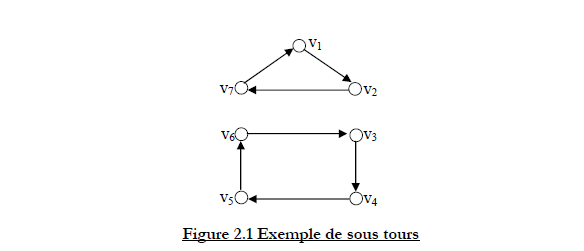 V1
V7 V2
V6 V3
V5 V4
Figure 2.1 Exemple de sous tours